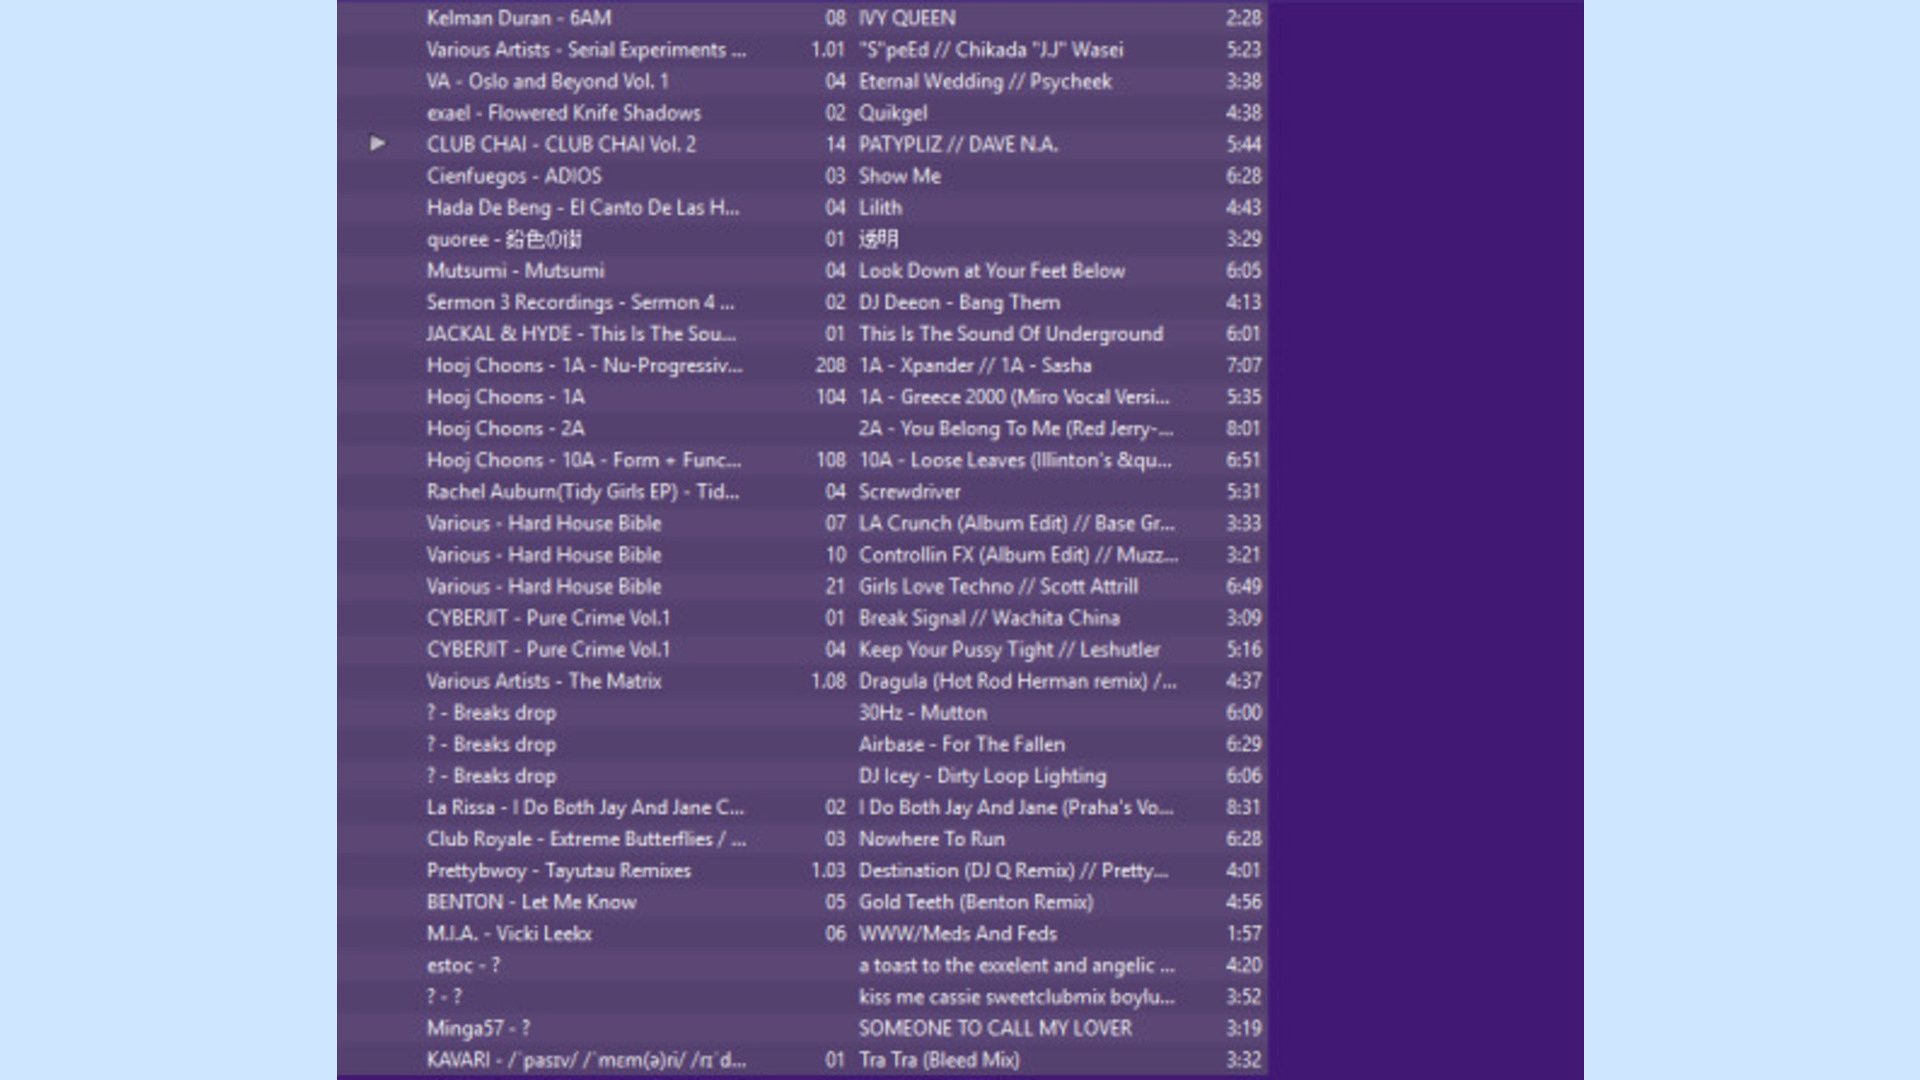 Kelman Duran - 6AM 08 IVY QUEEN 2:28
Various Artists - Serial Experiments ... 1.01 "S"peEd // Chikada "J.J" Wasei 5:23
VA - Oslo and Beyond Vol. 1 04 Eternal Wedding // Psycheek 3:38
exael - Flowered Knife Shadows 02 Quikgel 4:38
CLUB CHAI - CLUB CHAI Vol. 2 14 PATYPLIZ // DAVE N.A. 5:44
Cienfuegos - ADIOS 03 Show Me 6:28
Hada De Beng - El Canto De Las H... 04 Lilith 4:43
quoree - 鉛色の街 01 透明 3:29
Mutsumi - Mutsumi 04 Look Down at Your Feet Below 6:05
Sermon 3 Recordings - Sermon 4 ... 02 DJ Deeon - Bang Them 4:13
JACKAL & HYDE - This Is The Sou... 01 This Is The Sound Of Underground 6:01
Hooj Choons - 1A - Nu-Progressiv... 208 1A - Xpander // 1A - Sasha 7:07
Hooj Choons - 1A 104 1A - Greece 2000 (Miro Vocal Versi... 5:35
Hooj Choons - 2A 2A - You Belong To Me (Red Jerry-... 8:01
Hooj Choons - 10A - Form + Func... 108 10A - Loose Leaves (Illinton's &qu... 6:51
Rachel Auburn(Tidy Girls EP) - Tid... 04 Screwdriver 5:31
Various - Hard House Bible 07 LA Crunch (Album Edit) // Base Gr... 3:33
Various - Hard House Bible 10 Controllin FX (Album Edit) // Muzz... 3:21
Various - Hard House Bible 21 Girls Love Techno // Scott Attrill 6:49
CYBERJIT - Pure Crime Vol.1 01 Break Signal // Wachita China 3:09
CYBERJIT - Pure Crime Vol.1 04 Keep Your Pussy Tight // Leshutler 5:16
Various Artists - The Matrix 1.08 Dragula (Hot Rod Herman remix) /... 4:37
? - Breaks drop 30Hz - Mutton 6:00
? - Breaks drop Airbase - For The Fallen 6:29
? - Breaks drop DJ Icey - Dirty Loop Lighting 6:06
La Rissa - I Do Both Jay And Jane C... 02 I Do Both Jay And Jane (Praha's Vo... 8:31
Club Royale - Extreme Butterflies / ... 03 Nowhere To Run 6:28
Prettybwoy - Tayutau Remixes 1.03 Destination (DJ Q Remix) // Pretty... 4:01
BENTON - Let Me Know 05 Gold Teeth (Benton Remix) 4:56
M.I.A. - Vicki Leekx 06 WWW/Meds And Feds 1:57
estoc - ? a toast to the exxelent and angelic ... 4:20
? - ? kiss me cassie sweetclubmix boylu... 3:52
Minga57 - ? SOMEONE TO CALL MY LOVER 3:19
KAVARI - /ˈpasɪv/ /ˈmɛm(ə)ri/ /rɪˈd... 01 Tra Tra (Bleed Mix) 3:32